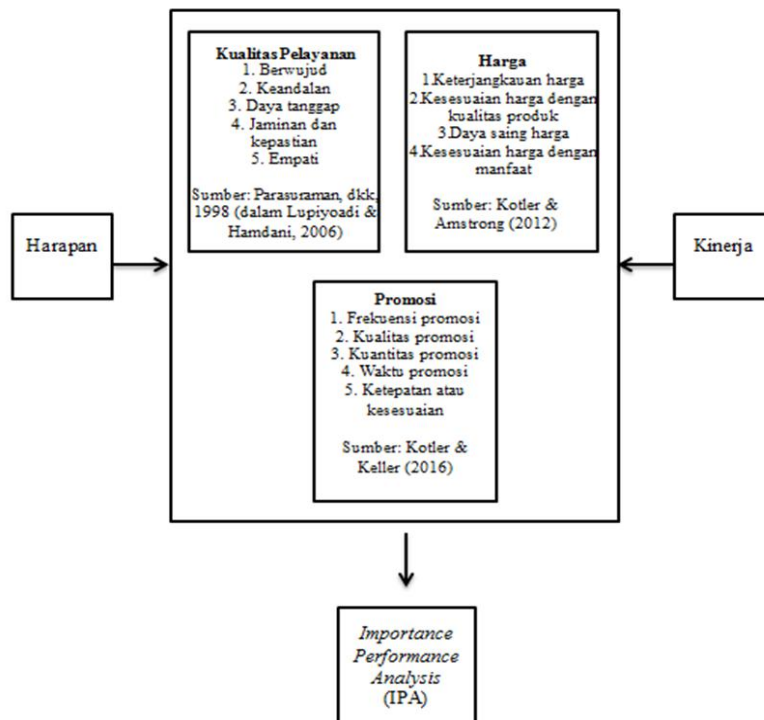 Kualitas Pelayanan
1. Berwujud
2. Keandalan
3. Daya tanggap
4. Jaminan dan
kepastian
5. Empati
Sumber: Parasuraman, dkk,
1998 (dalam Lupiyoadi &
Hamdani, 2006)
Harga
1.Keterjangkauan harga
2.Kesesuaian harga dengan
kualitas produk
3.Daya saing harga
4.Kesesuaian harga dengan
manfaat
Sumber: Kotler &
Amstrong (2012)
Harapan
Kinerja
Promosi
1. Frekuensi promosi
2. Kualitas promosi
3. Kuantitas promosi
4. Waktu promosi
5. Ketepatan atau
kesesuaian
Sumber: Kotler &
Keller (2016)
Importance
Performance
Analysis
(IPA)